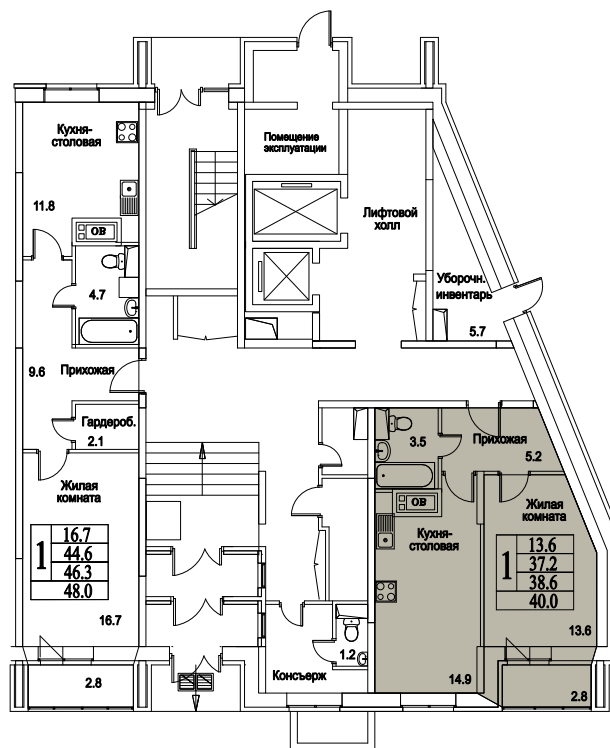 Кухня-
столовая
11.8
ОВ
4.7
9.6
Прихожая
Гардероб.
2.1
Жилая
комната
1
16.7
44.6
46.3
48.0
16.7
2.8
Помещение
эксплуатации
Лифтовой
холл
Уборочн.
инвентарь
5.7
3.5
Прихожая
5.2
ОВ
Кухня-
столовая
Жилая
комната
1
13.6
37.2
38.6
40.0
13.6
14.9
2.8
1.2
Консьерж